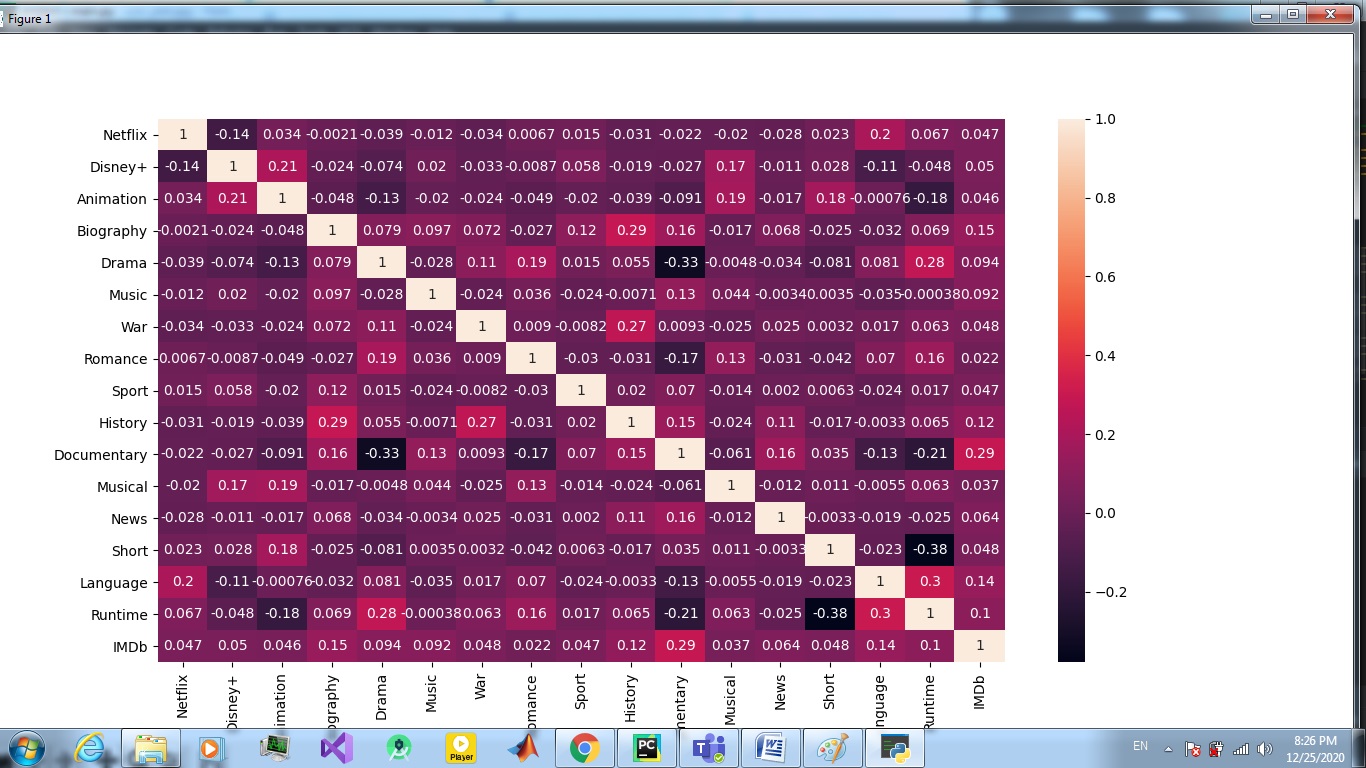 Figure 1
Netflix 1 -0.14 0.034 -0.0021 -0.039 -0.012 -0.034 0.0067 0.015 -0.031 -0.022 -0.02 -0.028 0.023 0.2 0.067 0.047
Disney+ -0.14 1 0.21 -0.024 -0.074 0.02 -0.033 -0.0087 0.058 -0.019 -0.027 0.17 -0.011 0.028 -0.11 -0.048 0.05
Animation 0.034 0.21 1 -0.048 -0.13 -0.02 -0.024 -0.049 -0.02 -0.039 -0.091 0.19 -0.017 0.18 -0.00076 -0.18 0.046
Biography -0.0021 -0.024 -0.048 1 0.079 0.097 0.072 -0.027 0.12 0.29 0.16 -0.017 0.068 -0.025 -0.032 0.069 0.15
Drama -0.039 -0.074 -0.13 0.079 1 -0.028 0.11 0.19 0.015 0.055 -0.33 -0.0048 -0.034 -0.081 0.081 0.28 0.094
Music -0.012 0.02 -0.02 0.097 -0.028 1 -0.024 0.036 -0.024 -0.0071 0.13 0.044 -0.0034 0.0035 -0.035 -0.00038 0.092
War -0.034 -0.033 -0.024 0.072 0.11 -0.024 1 0.009 -0.0082 0.27 0.0093 -0.025 0.025 0.0032 0.017 0.063 0.048
Romance 0.0067 -0.0087 -0.049 -0.027 0.19 0.036 0.009 1 -0.03 -0.031 -0.17 0.13 -0.031 -0.042 0.07 0.16 0.022
Sport 0.015 0.058 -0.02 0.12 0.015 -0.024 -0.0082 -0.03 1 0.02 0.07 -0.014 0.002 0.0063 -0.024 0.017 0.047
History -0.031 -0.019 -0.039 0.29 0.055 -0.0071 0.27 -0.031 0.02 1 0.15 -0.024 0.11 -0.017 -0.0033 0.065 0.12
Documentary -0.022 -0.027 -0.091 0.16 -0.33 0.13 0.0093 -0.17 0.07 0.15 1 -0.061 0.16 0.035 -0.13 -0.21 0.29
Musical -0.02 0.17 0.19 -0.017 -0.0048 0.044 -0.025 0.13 -0.014 -0.024 -0.061 1 -0.012 0.011 -0.0055 0.063 0.037
News -0.028 -0.011 -0.017 0.068 -0.034 -0.0034 0.025 -0.031 0.002 0.11 0.16 -0.012 1 -0.0033 -0.019 -0.025 0.064
Short 0.023 0.028 0.18 -0.025 -0.081 0.0035 0.0032 -0.042 0.0063 -0.017 0.035 0.011 -0.0033 1 -0.023 -0.38 0.048
Language 0.2 -0.11 -0.00076 -0.032 0.081 -0.035 0.017 0.07 -0.024 -0.0033 -0.13 -0.0055 -0.019 -0.023 1 0.3 0.14
Runtime 0.067 -0.048 -0.18 0.069 0.28 -0.00038 0.063 0.16 0.017 0.065 -0.21 0.063 -0.025 -0.38 0.3 1 0.1
IMDb 0.047 0.05 0.046 0.15 0.094 0.092 0.048 0.022 0.047 0.12 0.29 0.037 0.064 0.048 0.14 0.1 1
Netflix
Disney+
imation
ography
Drama
Music
War
omance
Sport
History
mentary
Musical
News
Short
nguage
untime
IMDb
1.0
0.8
0.6
0.4
0.2
0.0
−0.2
Player
PC
EN
8:26 PM
12/25/2020